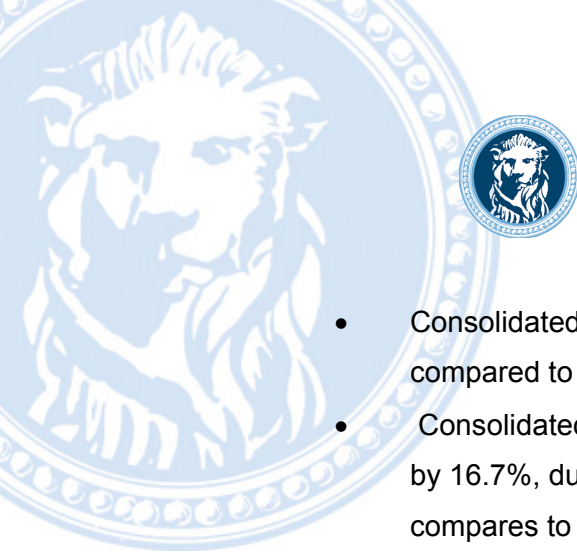 • Consolidated
compared to
• Consolidated
by 16.7%, du
compares to